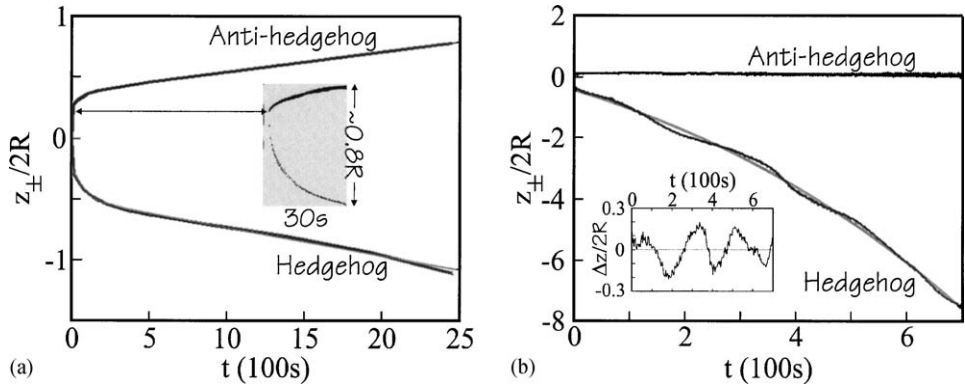 1
0
-1
z±/2R
Anti-hedgehog
~0.8R
30s
Hedgehog
0 5 10 15 20 25
(a) t (100s)
2
0
-2
-4
-6
-8
z±/2R
Anti-hedgehog
t (100s)
0 2 4 6
0.3
0
-0.3
Δz/2R
Hedgehog
0 2 4 6
(b) t (100s)